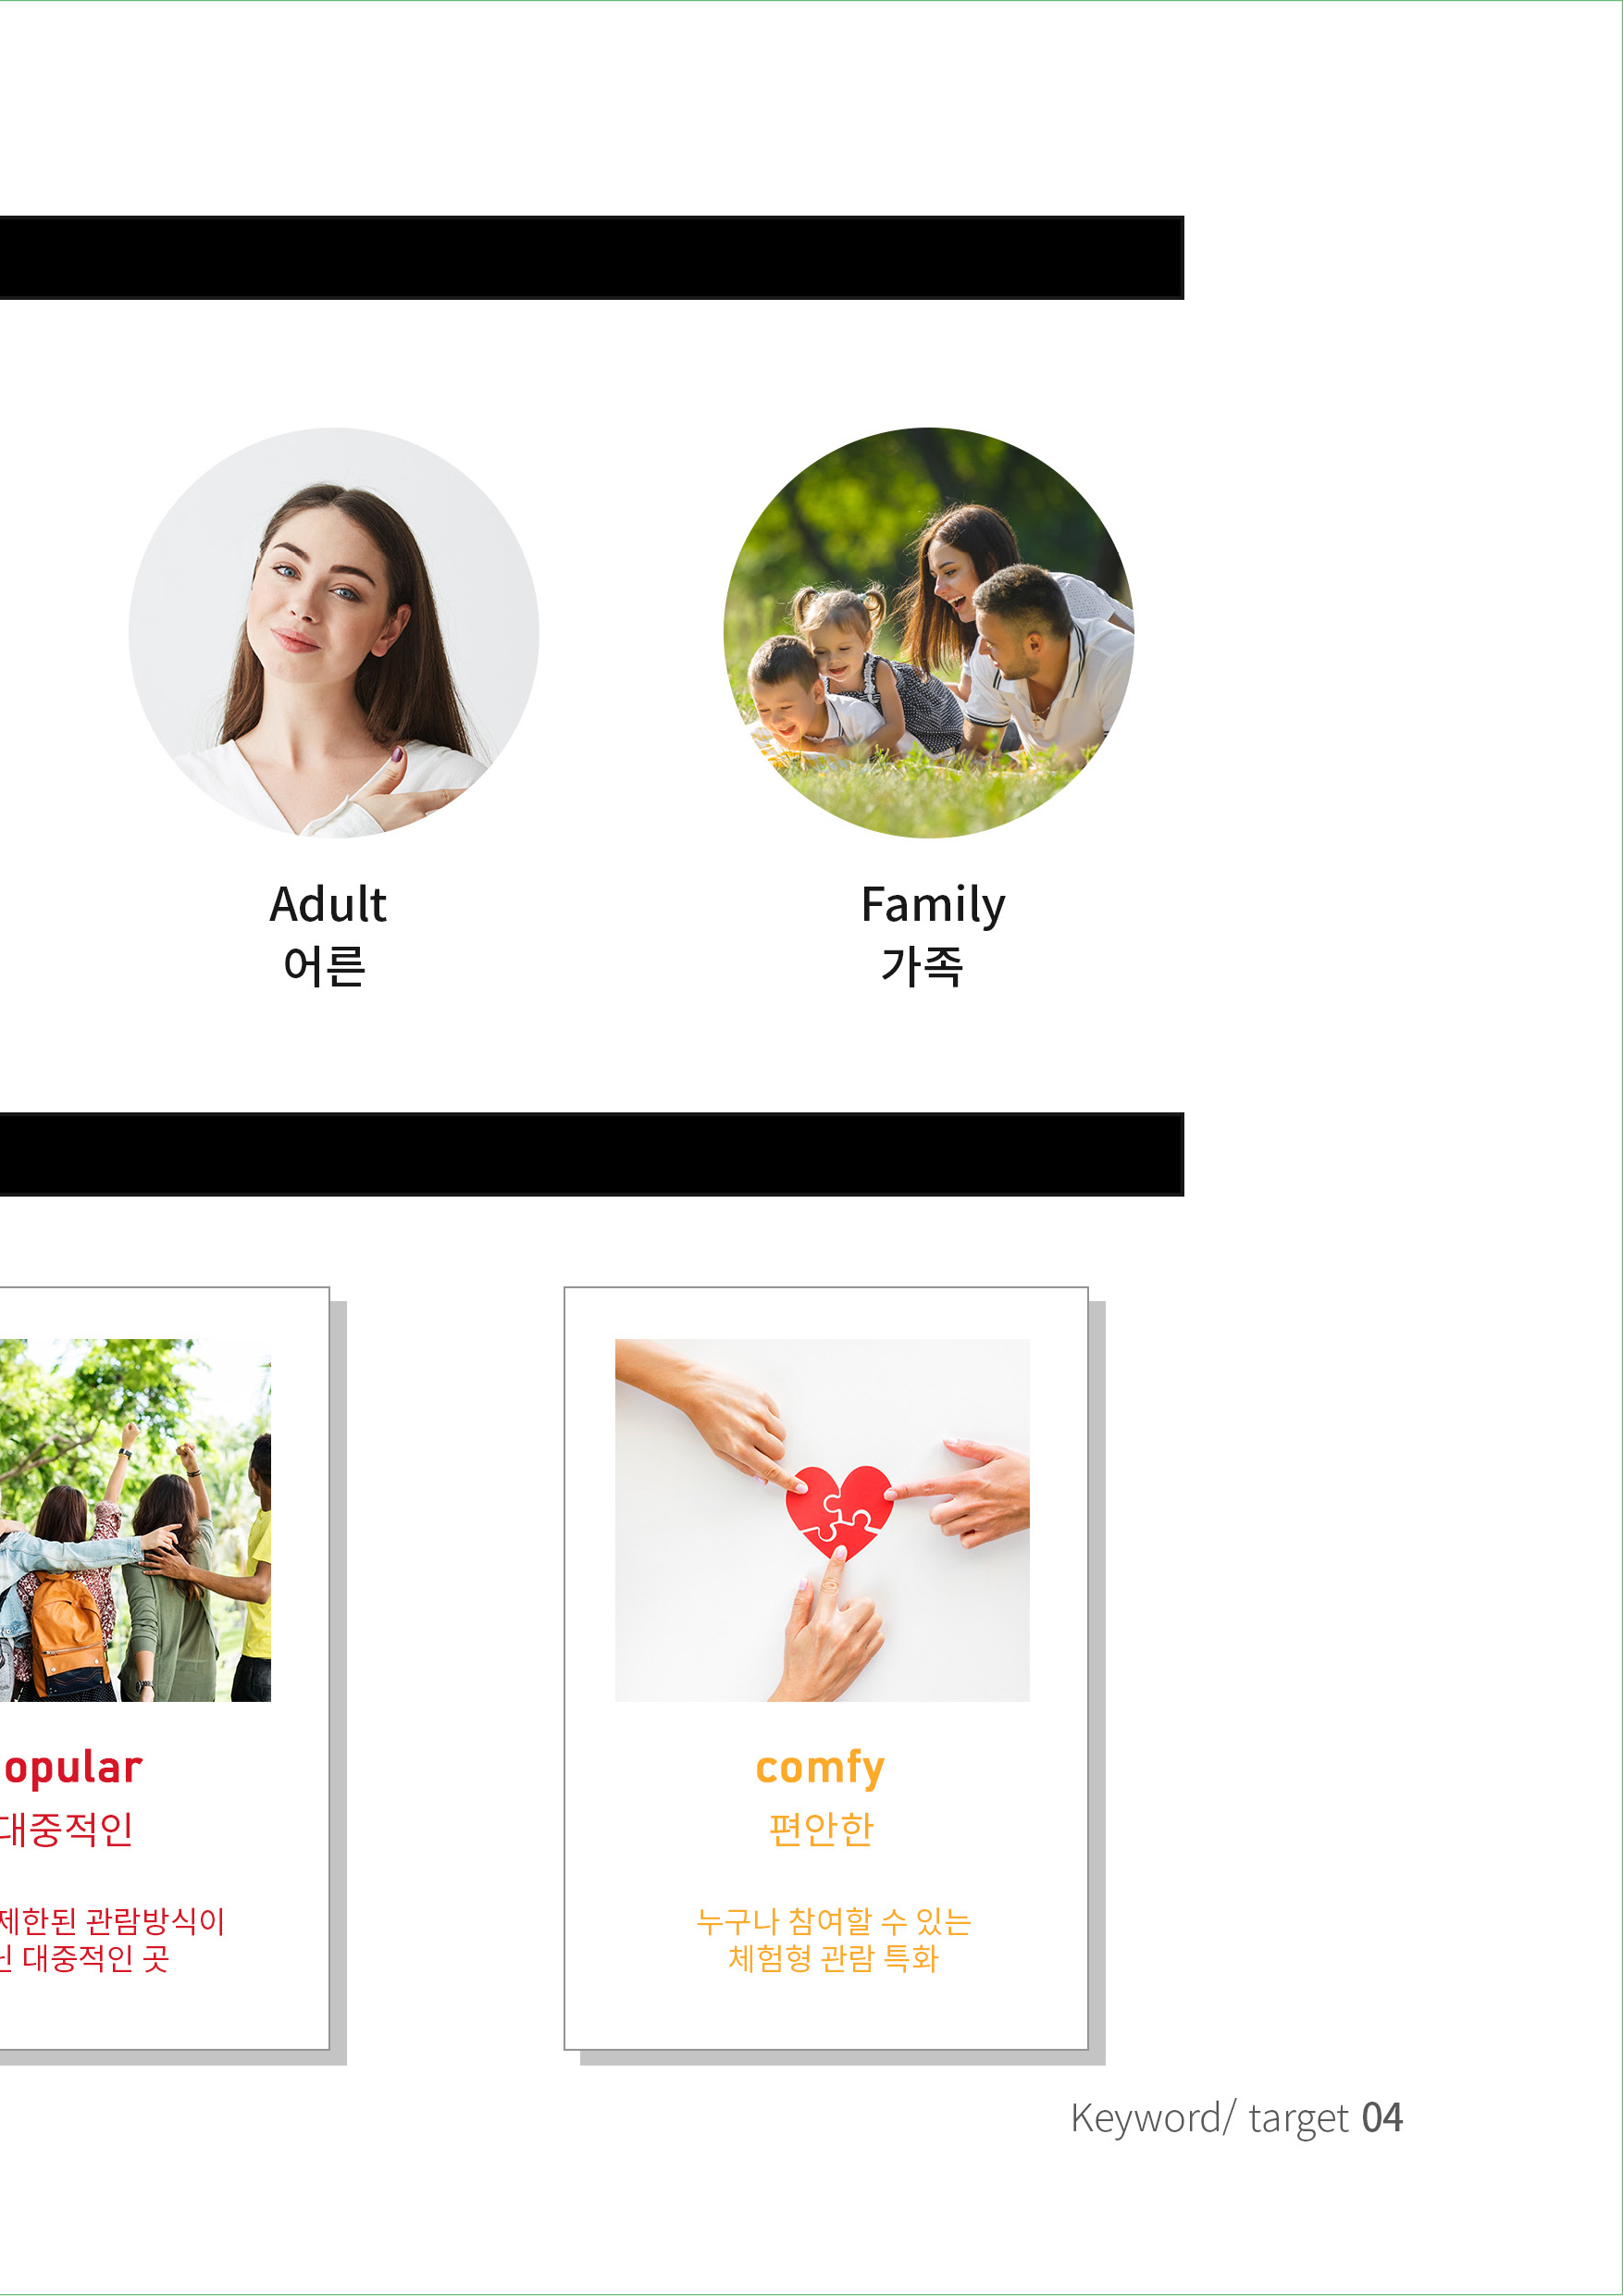 Adult
어른
Family
가족
opular
대중적인
제한된 관람방식이
대중적인 곳
comfy
편안한
누구나 참여할 수 있는
체험형 관람 특화
Keyword/ target 04